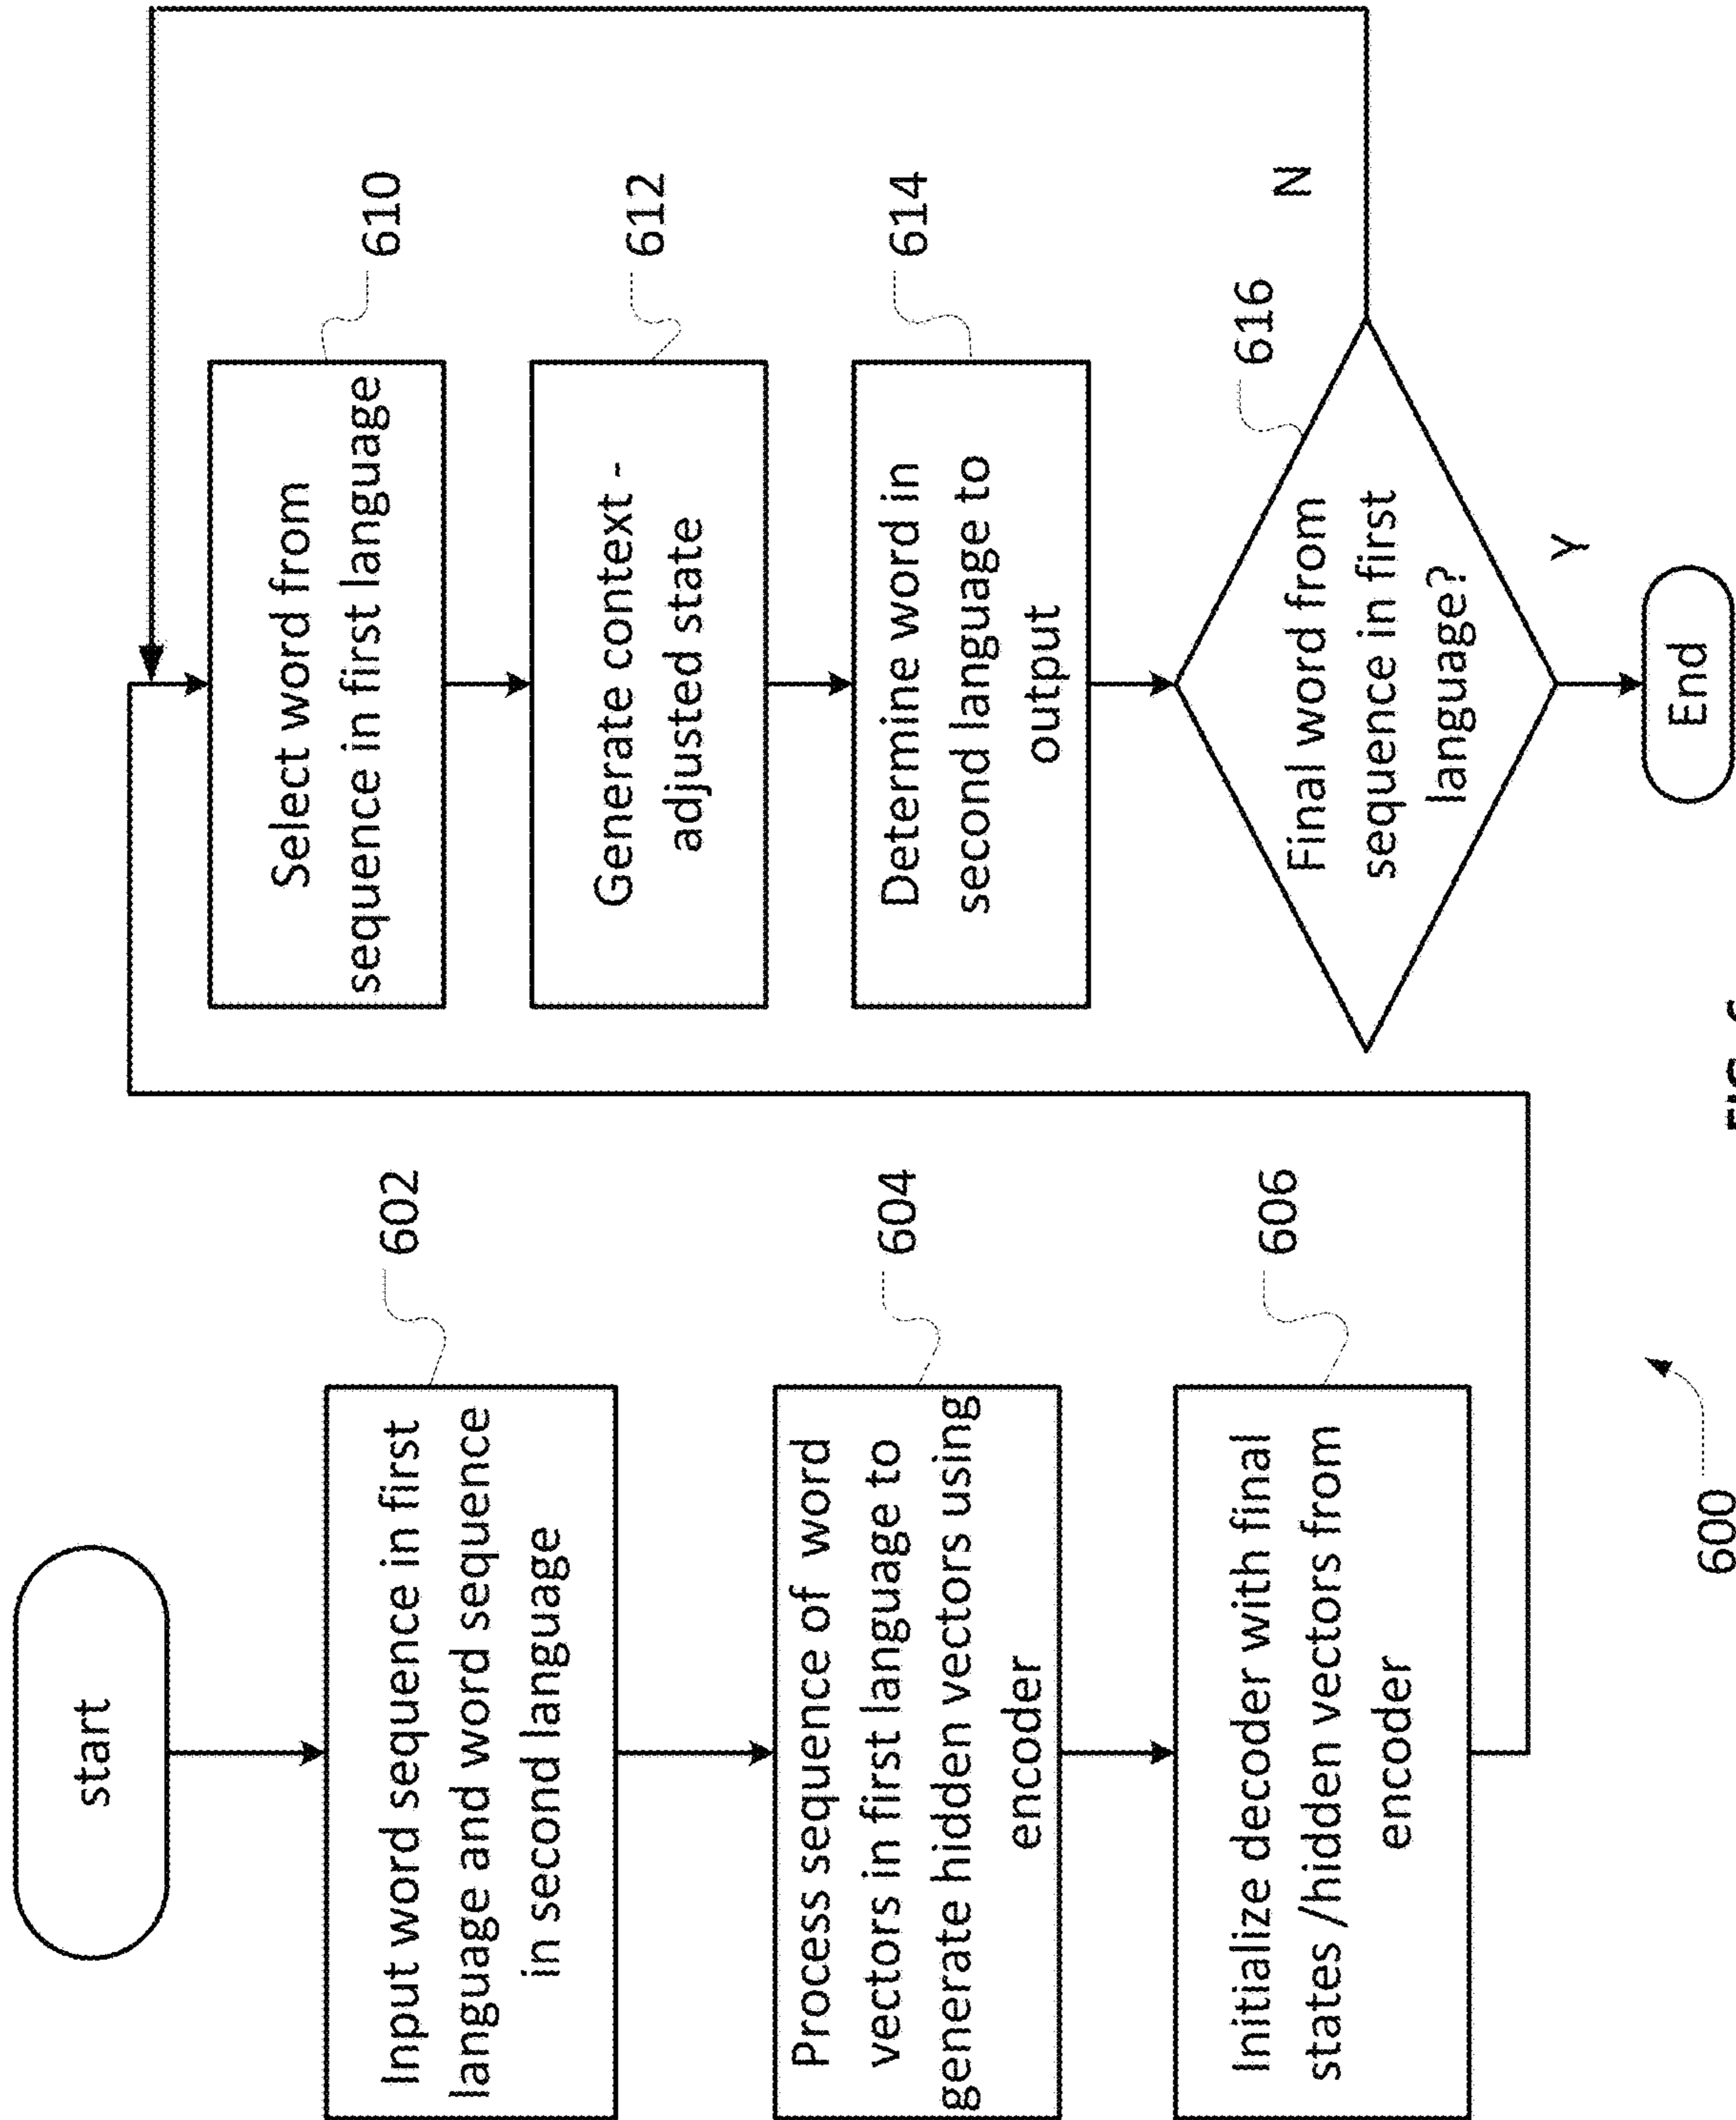 start
Input word sequence in first
language and word sequence
in second language
602
Process sequence of word
vectors in first language to
generate hidden vectors using
encoder
604
Initialize decoder with final
states /hidden vectors from
encoder
606
600
Select word from
sequence in first language
610
Generate context -
adjusted state
612
Determine word in
second language to
output
614
Final word from
sequence in first
language?
616
N
Y
End